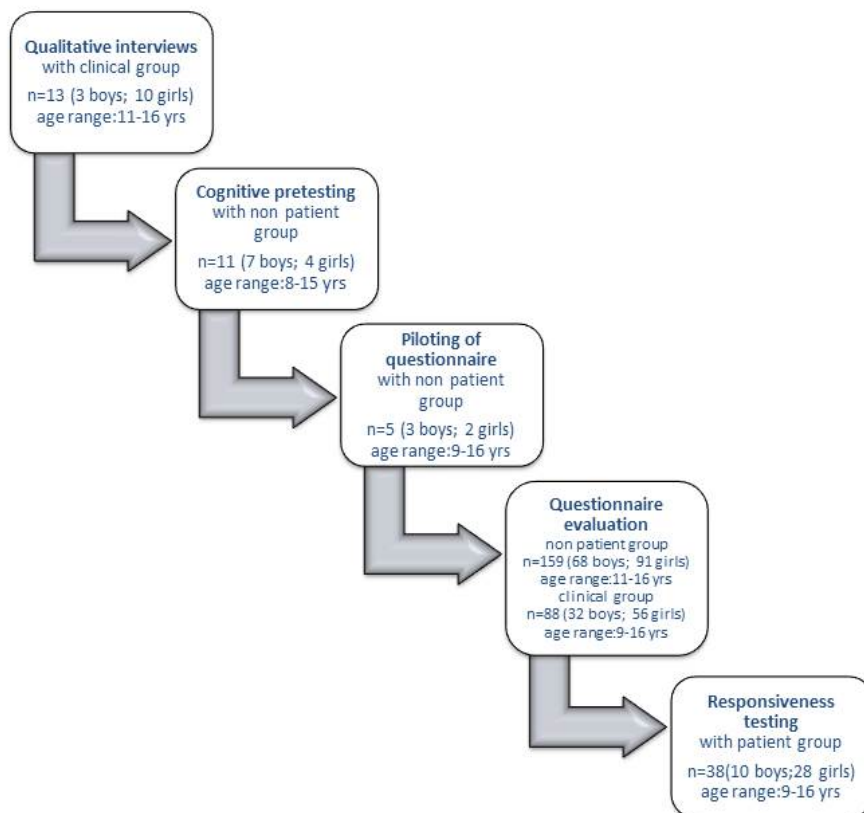 Qualitative interviews
with clinical group
n=13 (3 boys; 10 girls)
age range:11-16 yrs
Cognitive pretesting
with non patient
group
n=11 (7 boys; 4 girls)
age range:8-15 yrs
Piloting of
questionnaire
with non patient
group
n=5 (3 boys; 2 girls)
age range:9-16 yrs
Questionnaire
evaluation
non patient group
n=159 (68 boys; 91 girls)
age range:11-16 yrs
clinical group
n=88 (32 boys; 56 girls)
age range:9-16 yrs
Responsiveness
testing
with patient group
n=38(10 boys;28 girls)
age range:9-16 yrs